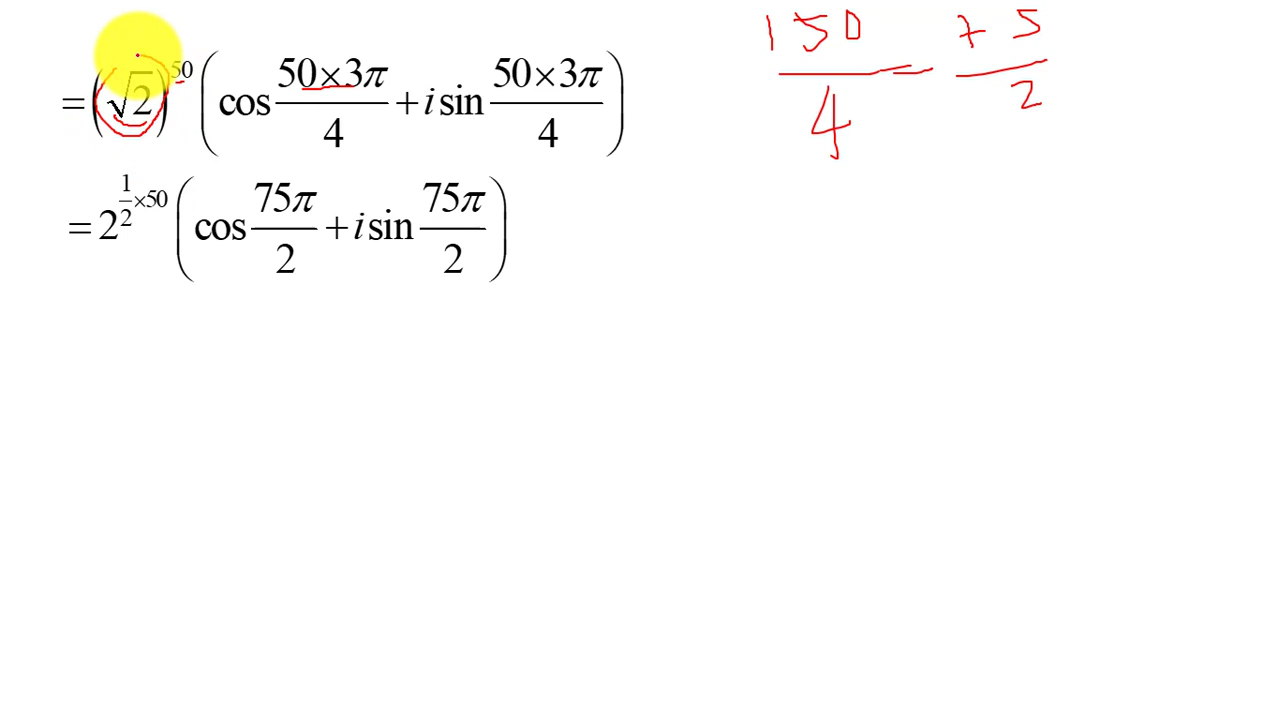 = (√2)^50 (cos (50×3π)/4 + i sin (50×3π)/4)
150/4 = 75/2
= 2^(1/2 ×50) (cos 75π/2 + i sin 75π/2)